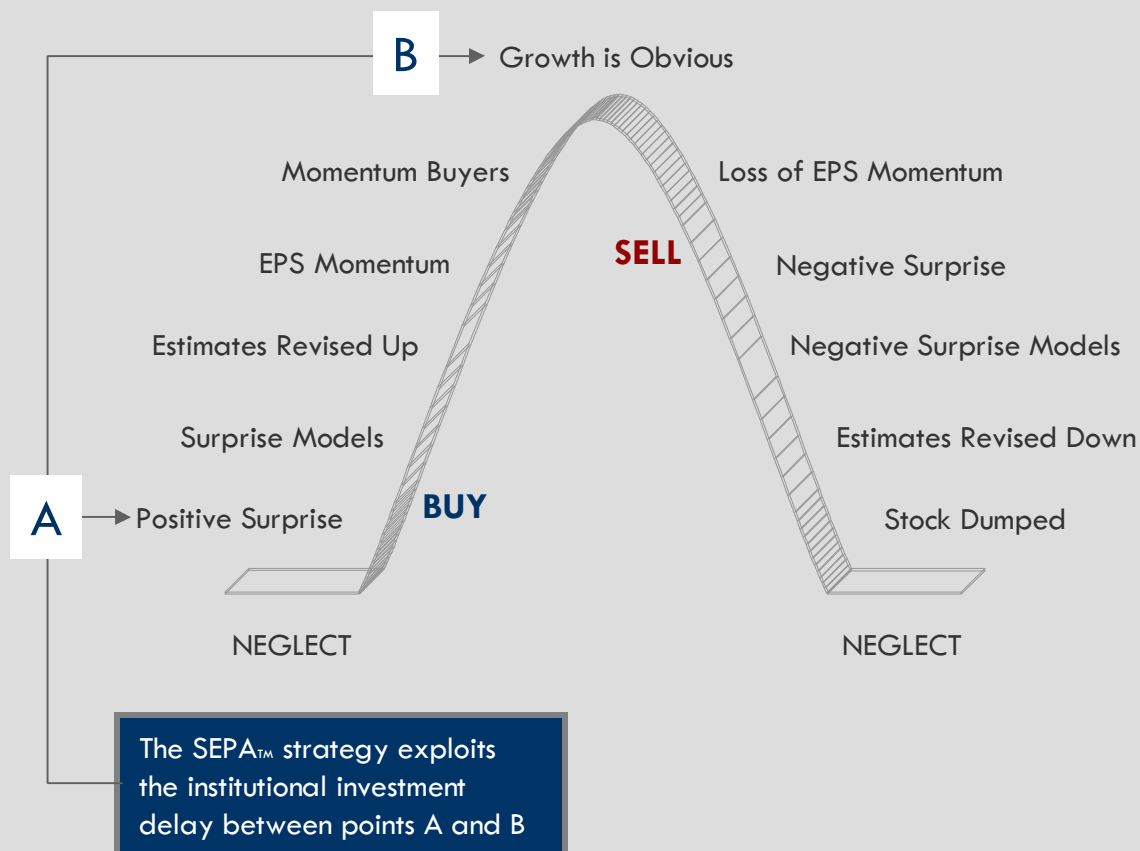 B
Growth is Obvious
Momentum Buyers
Loss of EPS Momentum
SELL
EPS Momentum
Negative Surprise
Estimates Revised Up
Negative Surprise Models
Surprise Models
Estimates Revised Down
A
Positive Surprise
BUY
Stock Dumped
NEGLECT
NEGLECT
The SEPA™ strategy exploits
the institutional investment
delay between points A and B